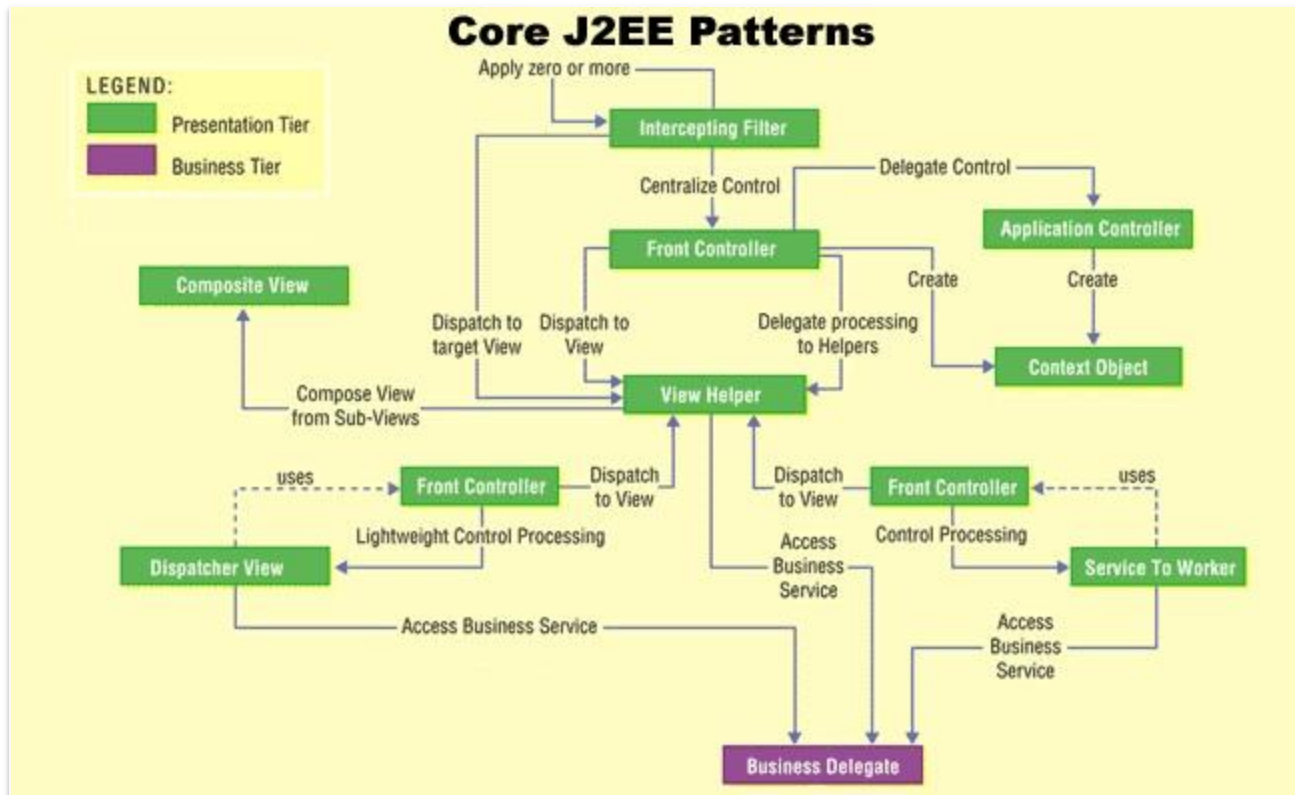 Core J2EE Patterns
LEGEND:
Presentation Tier
Business Tier
Apply zero or more
Intercepting Filter
Centralize Control
Delegate Control
Application Controller
Front Controller
Composite View
Create
Create
Dispatch to
target View
Dispatch to
View
Delegate processing
to Helpers
Context Object
View Helper
Compose View
from Sub-Views
uses
Front Controller
Dispatch
to View
Dispatch
to View
Front Controller
uses
Lightweight Control Processing
Control Processing
Dispatcher View
Access
Business
Service
Service To Worker
Access Business Service
Access
Business
Service
Business Delegate